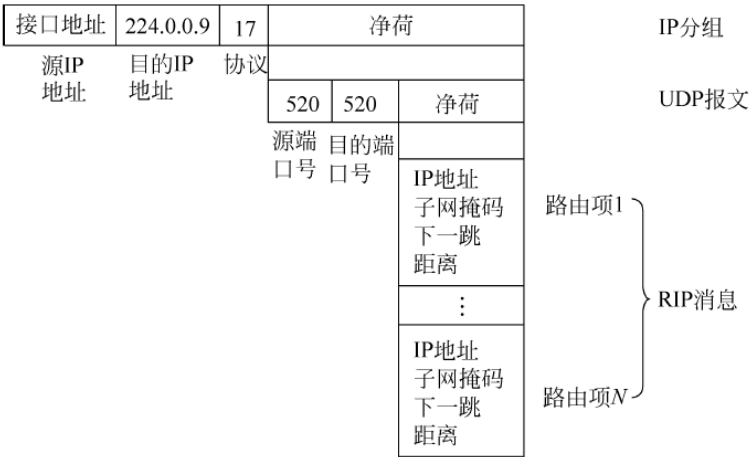 接口地址 224.0.0.9 17 净荷 IP分组
源IP 目的IP 协议
地址 地址
520 520 净荷 UDP报文
源端 目的端
口号 口号
IP地址
子网掩码 路由项1
下一跳
距离
⋮ RIP消息
IP地址
子网掩码
下一跳 路由项N
距离